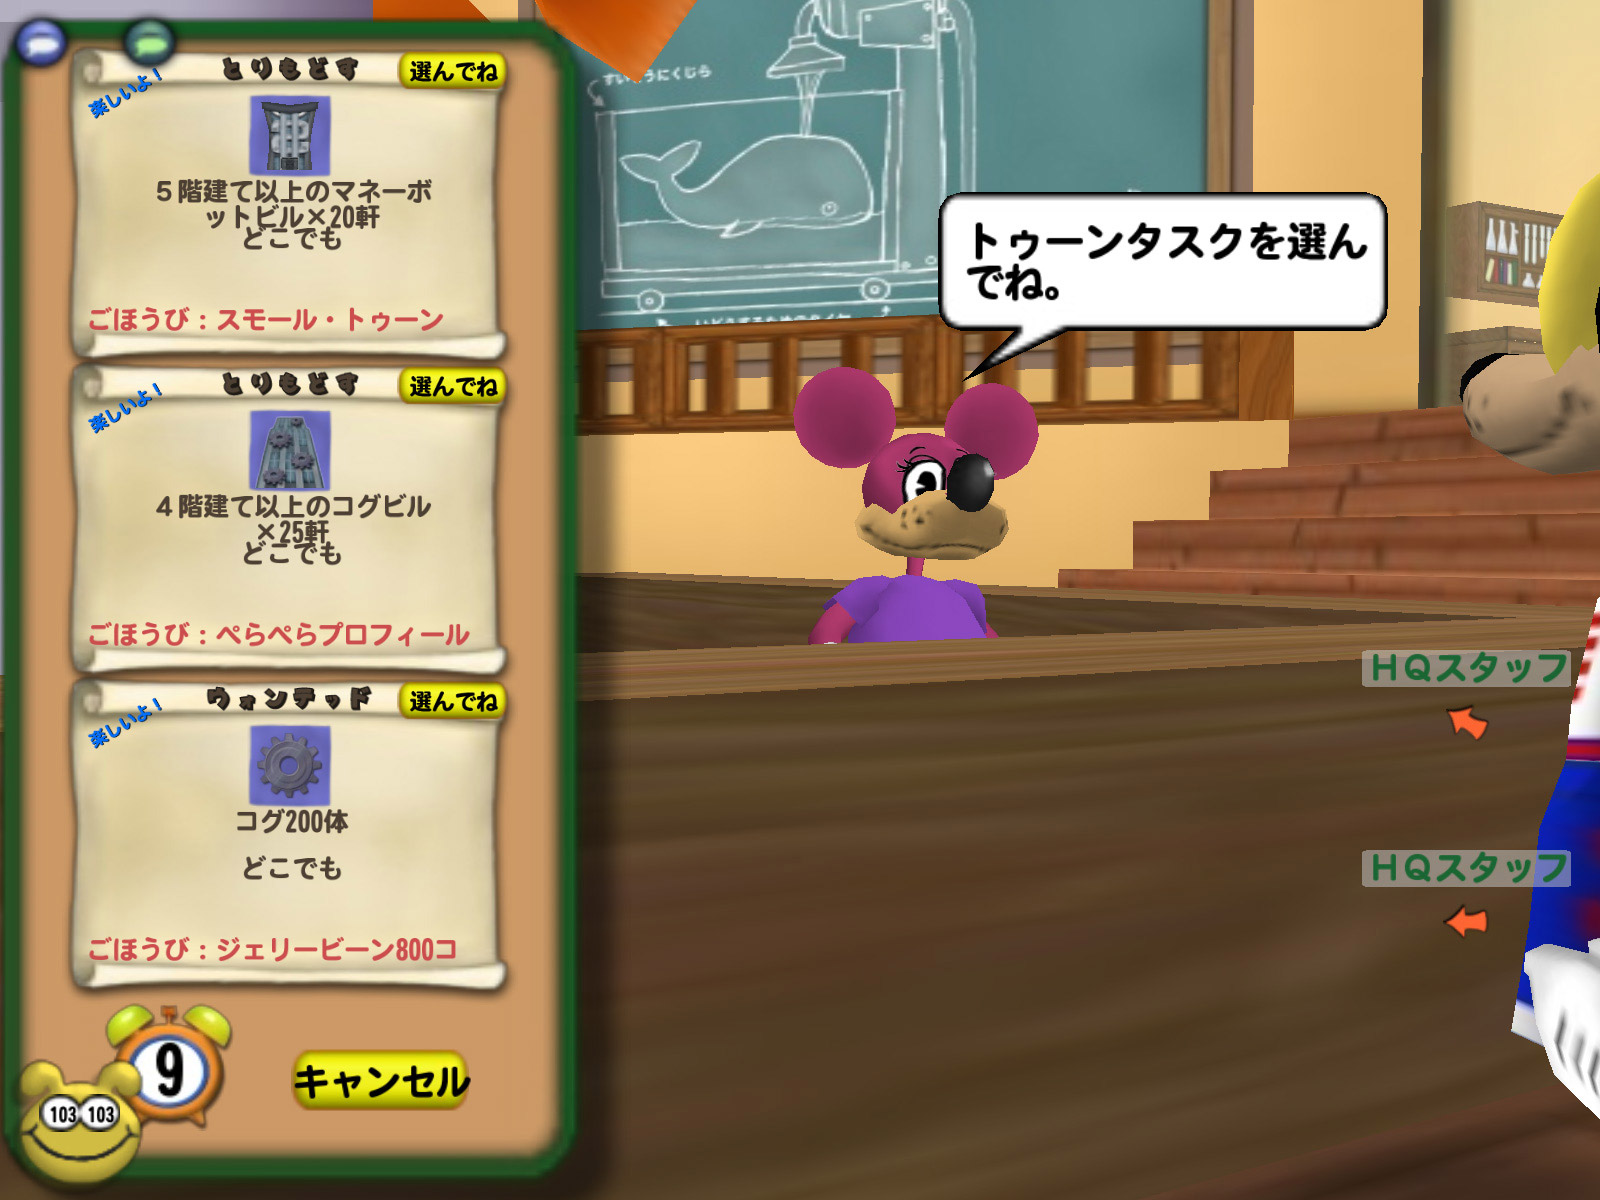 とりもどす
選んでね
楽しいよ！
５階建て以上のマネーボ
ットビル×20軒
どこでも
ごほうび：スモール・トゥーン
とりもどす
選んでね
楽しいよ！
４階建て以上のコグビル
×25軒
どこでも
ごほうび：ぺらぺらプロフィール
ウォンテッド
選んでね
楽しいよ！
コグ200体
どこでも
ごほうび：ジェリービーン800コ
9
103 103
キャンセル
トゥーンタスクを選ん
でね。
ＨＱスタッフ
ＨＱスタッフ